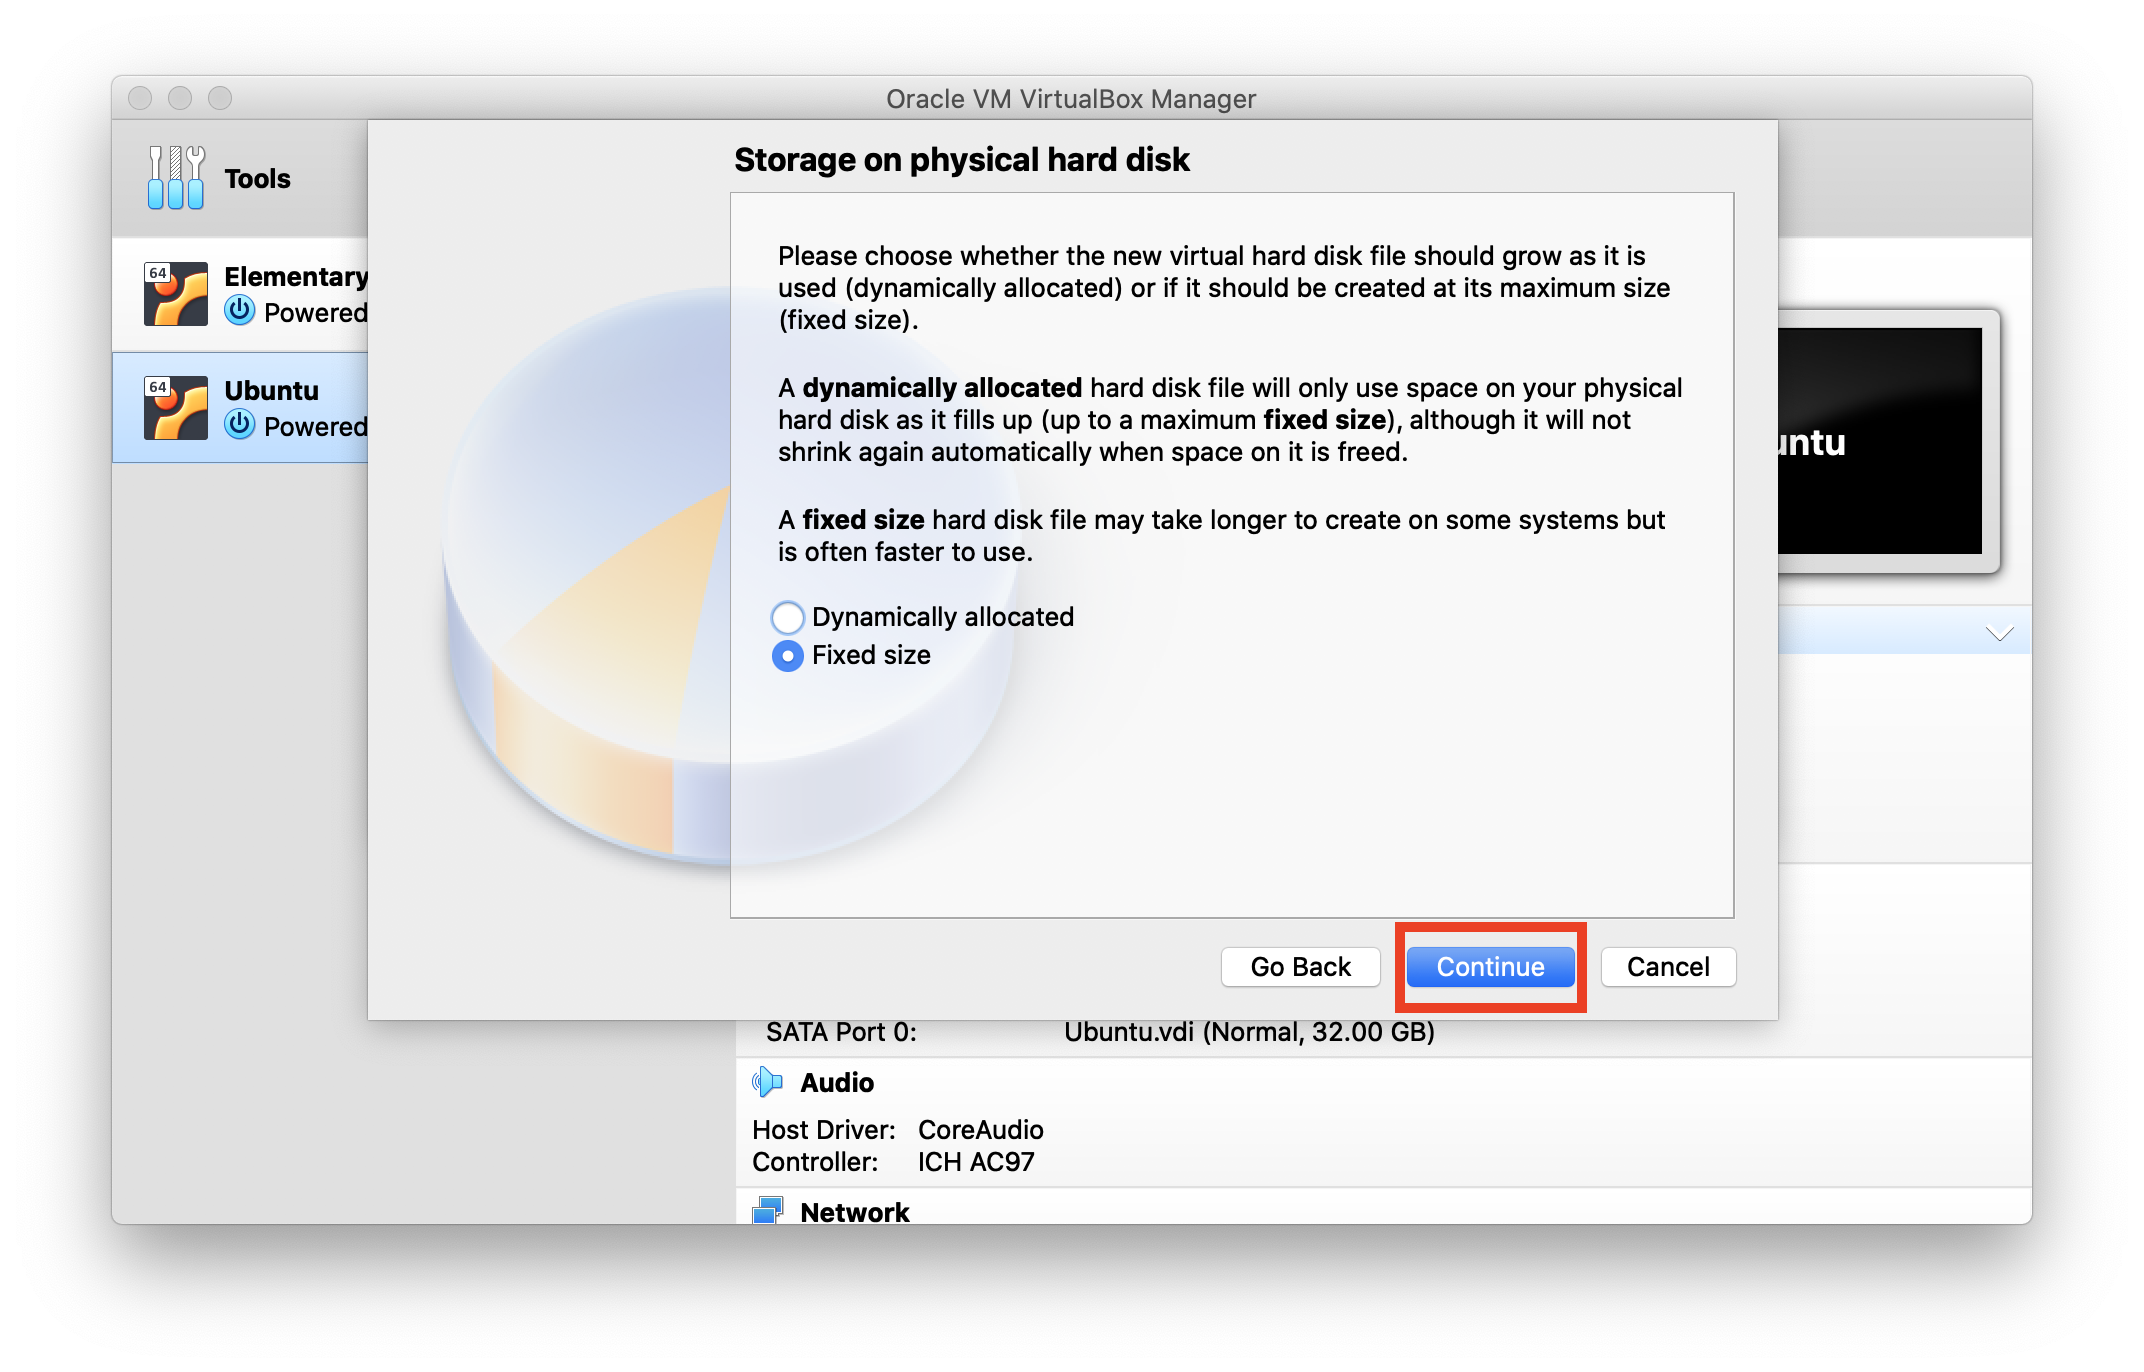 Oracle VM VirtualBox Manager
Tools
64
Elementary
Powered
64
Ubuntu
Powered
Storage on physical hard disk
Please choose whether the new virtual hard disk file should grow as it is
used (dynamically allocated) or if it should be created at its maximum size
(fixed size).
A dynamically allocated hard disk file will only use space on your physical
hard disk as it fills up (up to a maximum fixed size), although it will not
shrink again automatically when space on it is freed.
A fixed size hard disk file may take longer to create on some systems but
is often faster to use.
Dynamically allocated
Fixed size
Go Back
Continue
Cancel
untu
SATA Port 0: Ubuntu.vdi (Normal, 32.00 GB)
Audio
Host Driver: CoreAudio
Controller: ICH AC97
Network